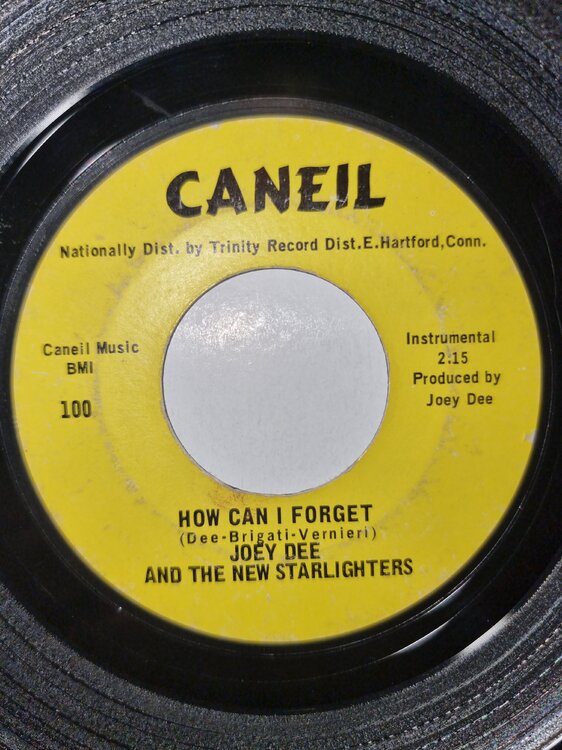 CANEIL
Nationally Dist. by Trinity Record Dist.E.Hartford,Conn.
Caneil Music
BMI
100
Instrumental
2:15
Produced by
Joey Dee
HOW CAN I FORGET
(Dee-Brigati-Vernieri)
JOEY DEE
AND THE NEW STARLIGHTERS